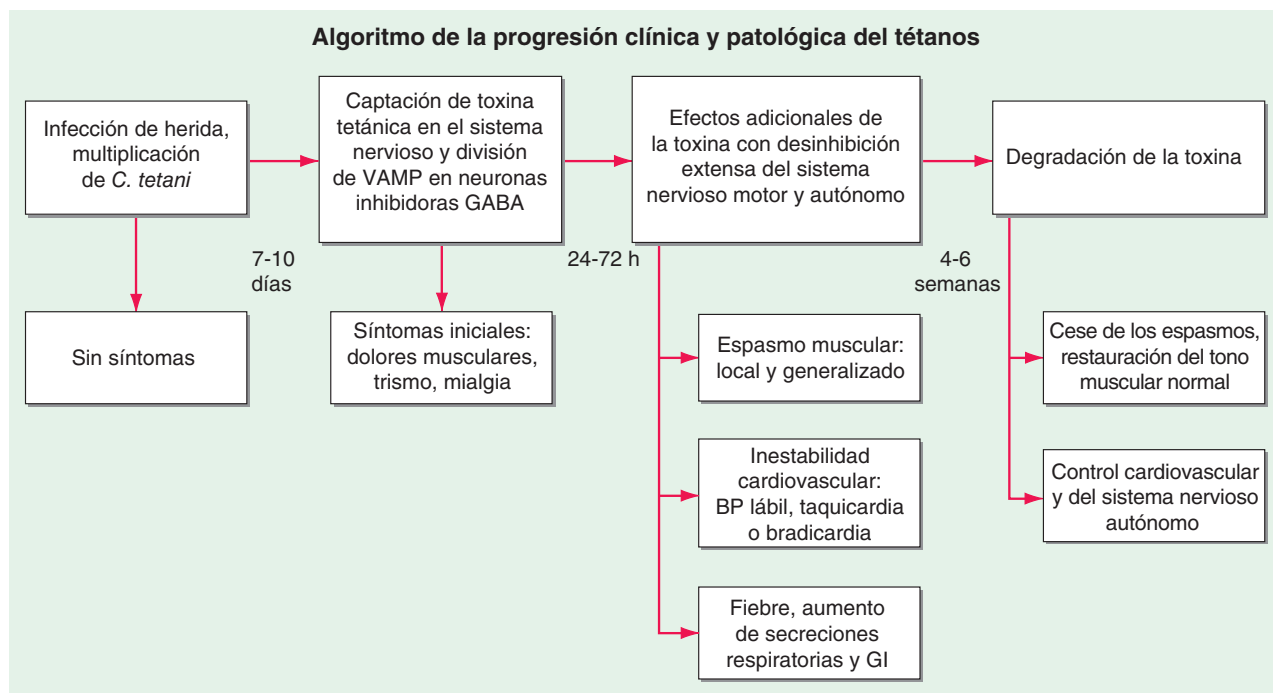 Algoritmo de la progresión clínica y patológica del tétanos
Infección de herida,
multiplicación
de C. tetani
Captación de toxina
tetánica en el sistema
nervioso y división
de VAMP en neuronas
inhibidoras GABA
Efectos adicionales de
la toxina con desinhibición
extensa del sistema
nervioso motor y autónomo
Degradación de la toxina
7-10
días
24-72 h
4-6
semanas
Sin síntomas
Síntomas iniciales:
dolores musculares,
trismo, mialgia
Espasmo muscular:
local y generalizado
Inestabilidad
cardiovascular:
BP lábil, taquicardia
o bradicardia
Fiebre, aumento
de secreciones
respiratorias y GI
Cese de los espasmos,
restauración del tono
muscular normal
Control cardiovascular
y del sistema nervioso
autónomo